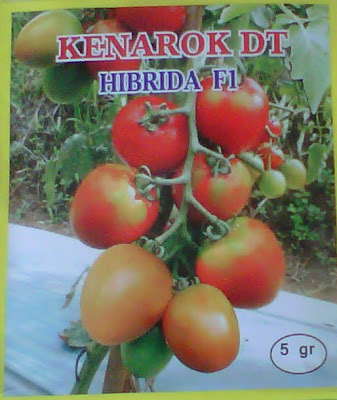 KENAROK DT
HIBRIDA F1
5 gr